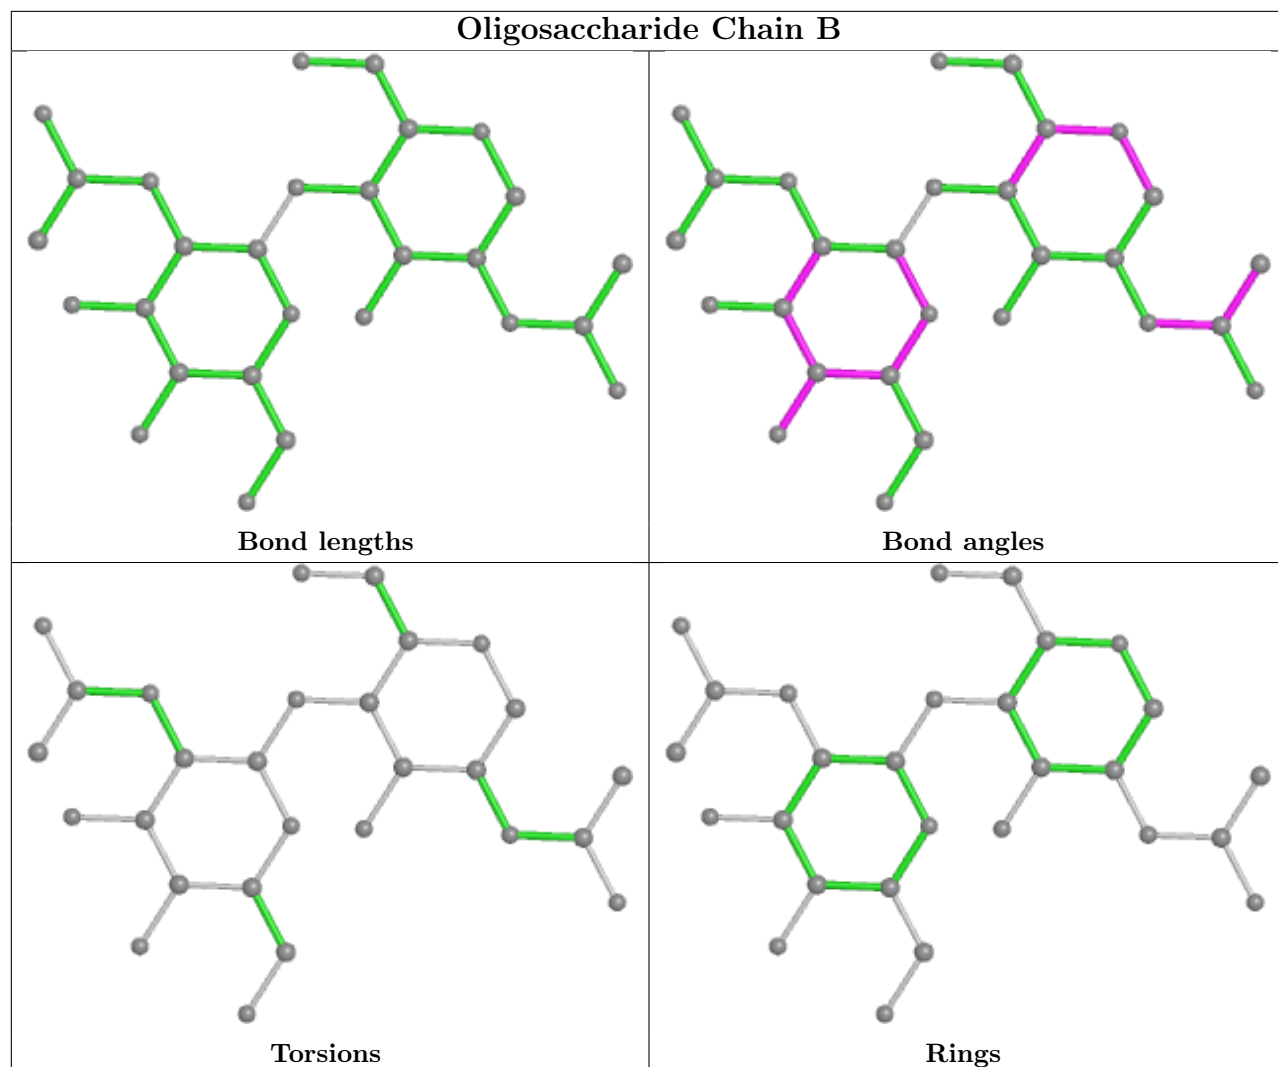 Oligosaccharide Chain B
Bond lengths
Bond angles
Torsions
Rings